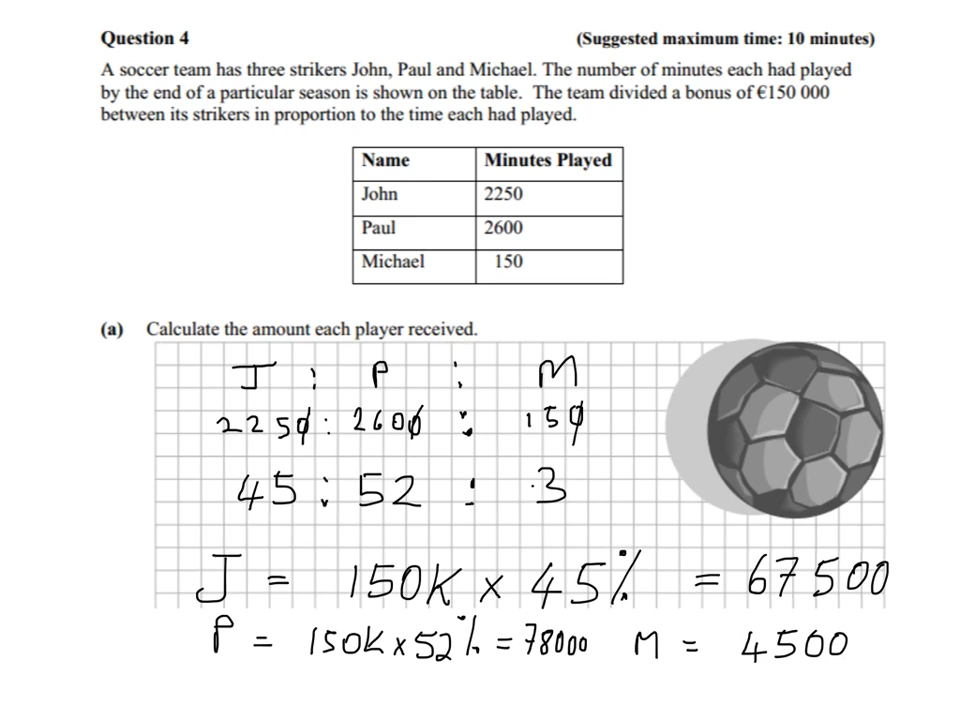 Question 4 (Suggested maximum time: 10 minutes)
A soccer team has three strikers John, Paul and Michael. The number of minutes each had played
by the end of a particular season is shown on the table. The team divided a bonus of €150 000
between its strikers in proportion to the time each had played.
Name Minutes Played
John 2250
Paul 2600
Michael 150
(a) Calculate the amount each player received.
J : P : M
2250 : 2600 : 150
45 : 52 : 3
J = 150K x 45% = 67500
P = 150K x 52% = 78000 M = 4500